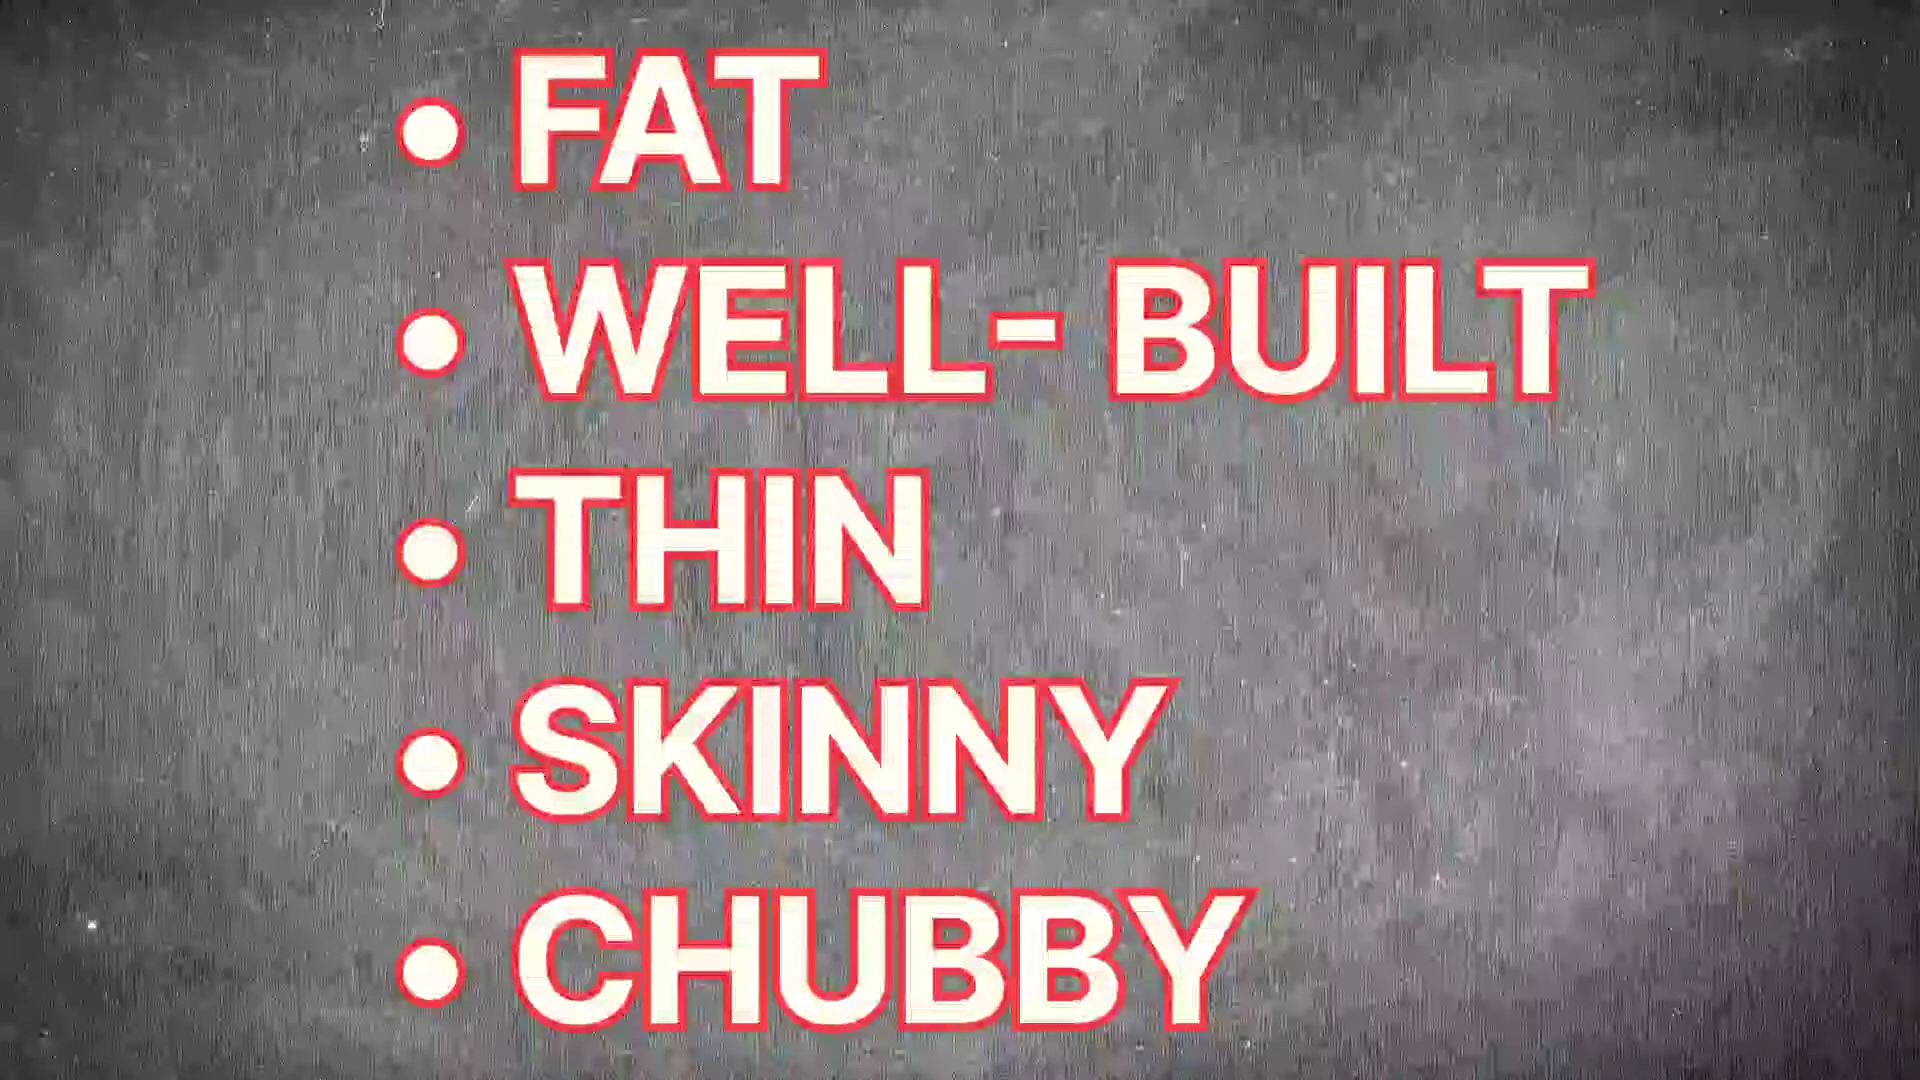 • FAT
• WELL- BUILT
• THIN
• SKINNY
• CHUBBY